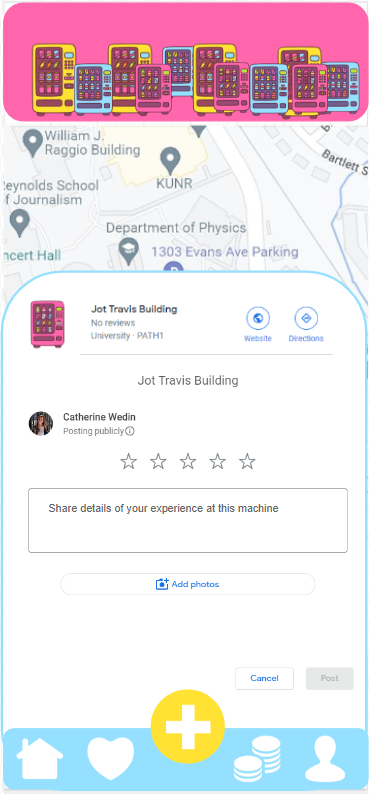 William J.
Raggio Building
Bartlett S
KUNR
Reynolds School
of Journalism
Department of Physics
ncert Hall
1303 Evans Ave Parking
P
Jot Travis Building
No reviews
University · PATH1
Website
Directions
Jot Travis Building
Catherine Wedin
Posting publicly
Share details of your experience at this machine
Add photos
Cancel
Post